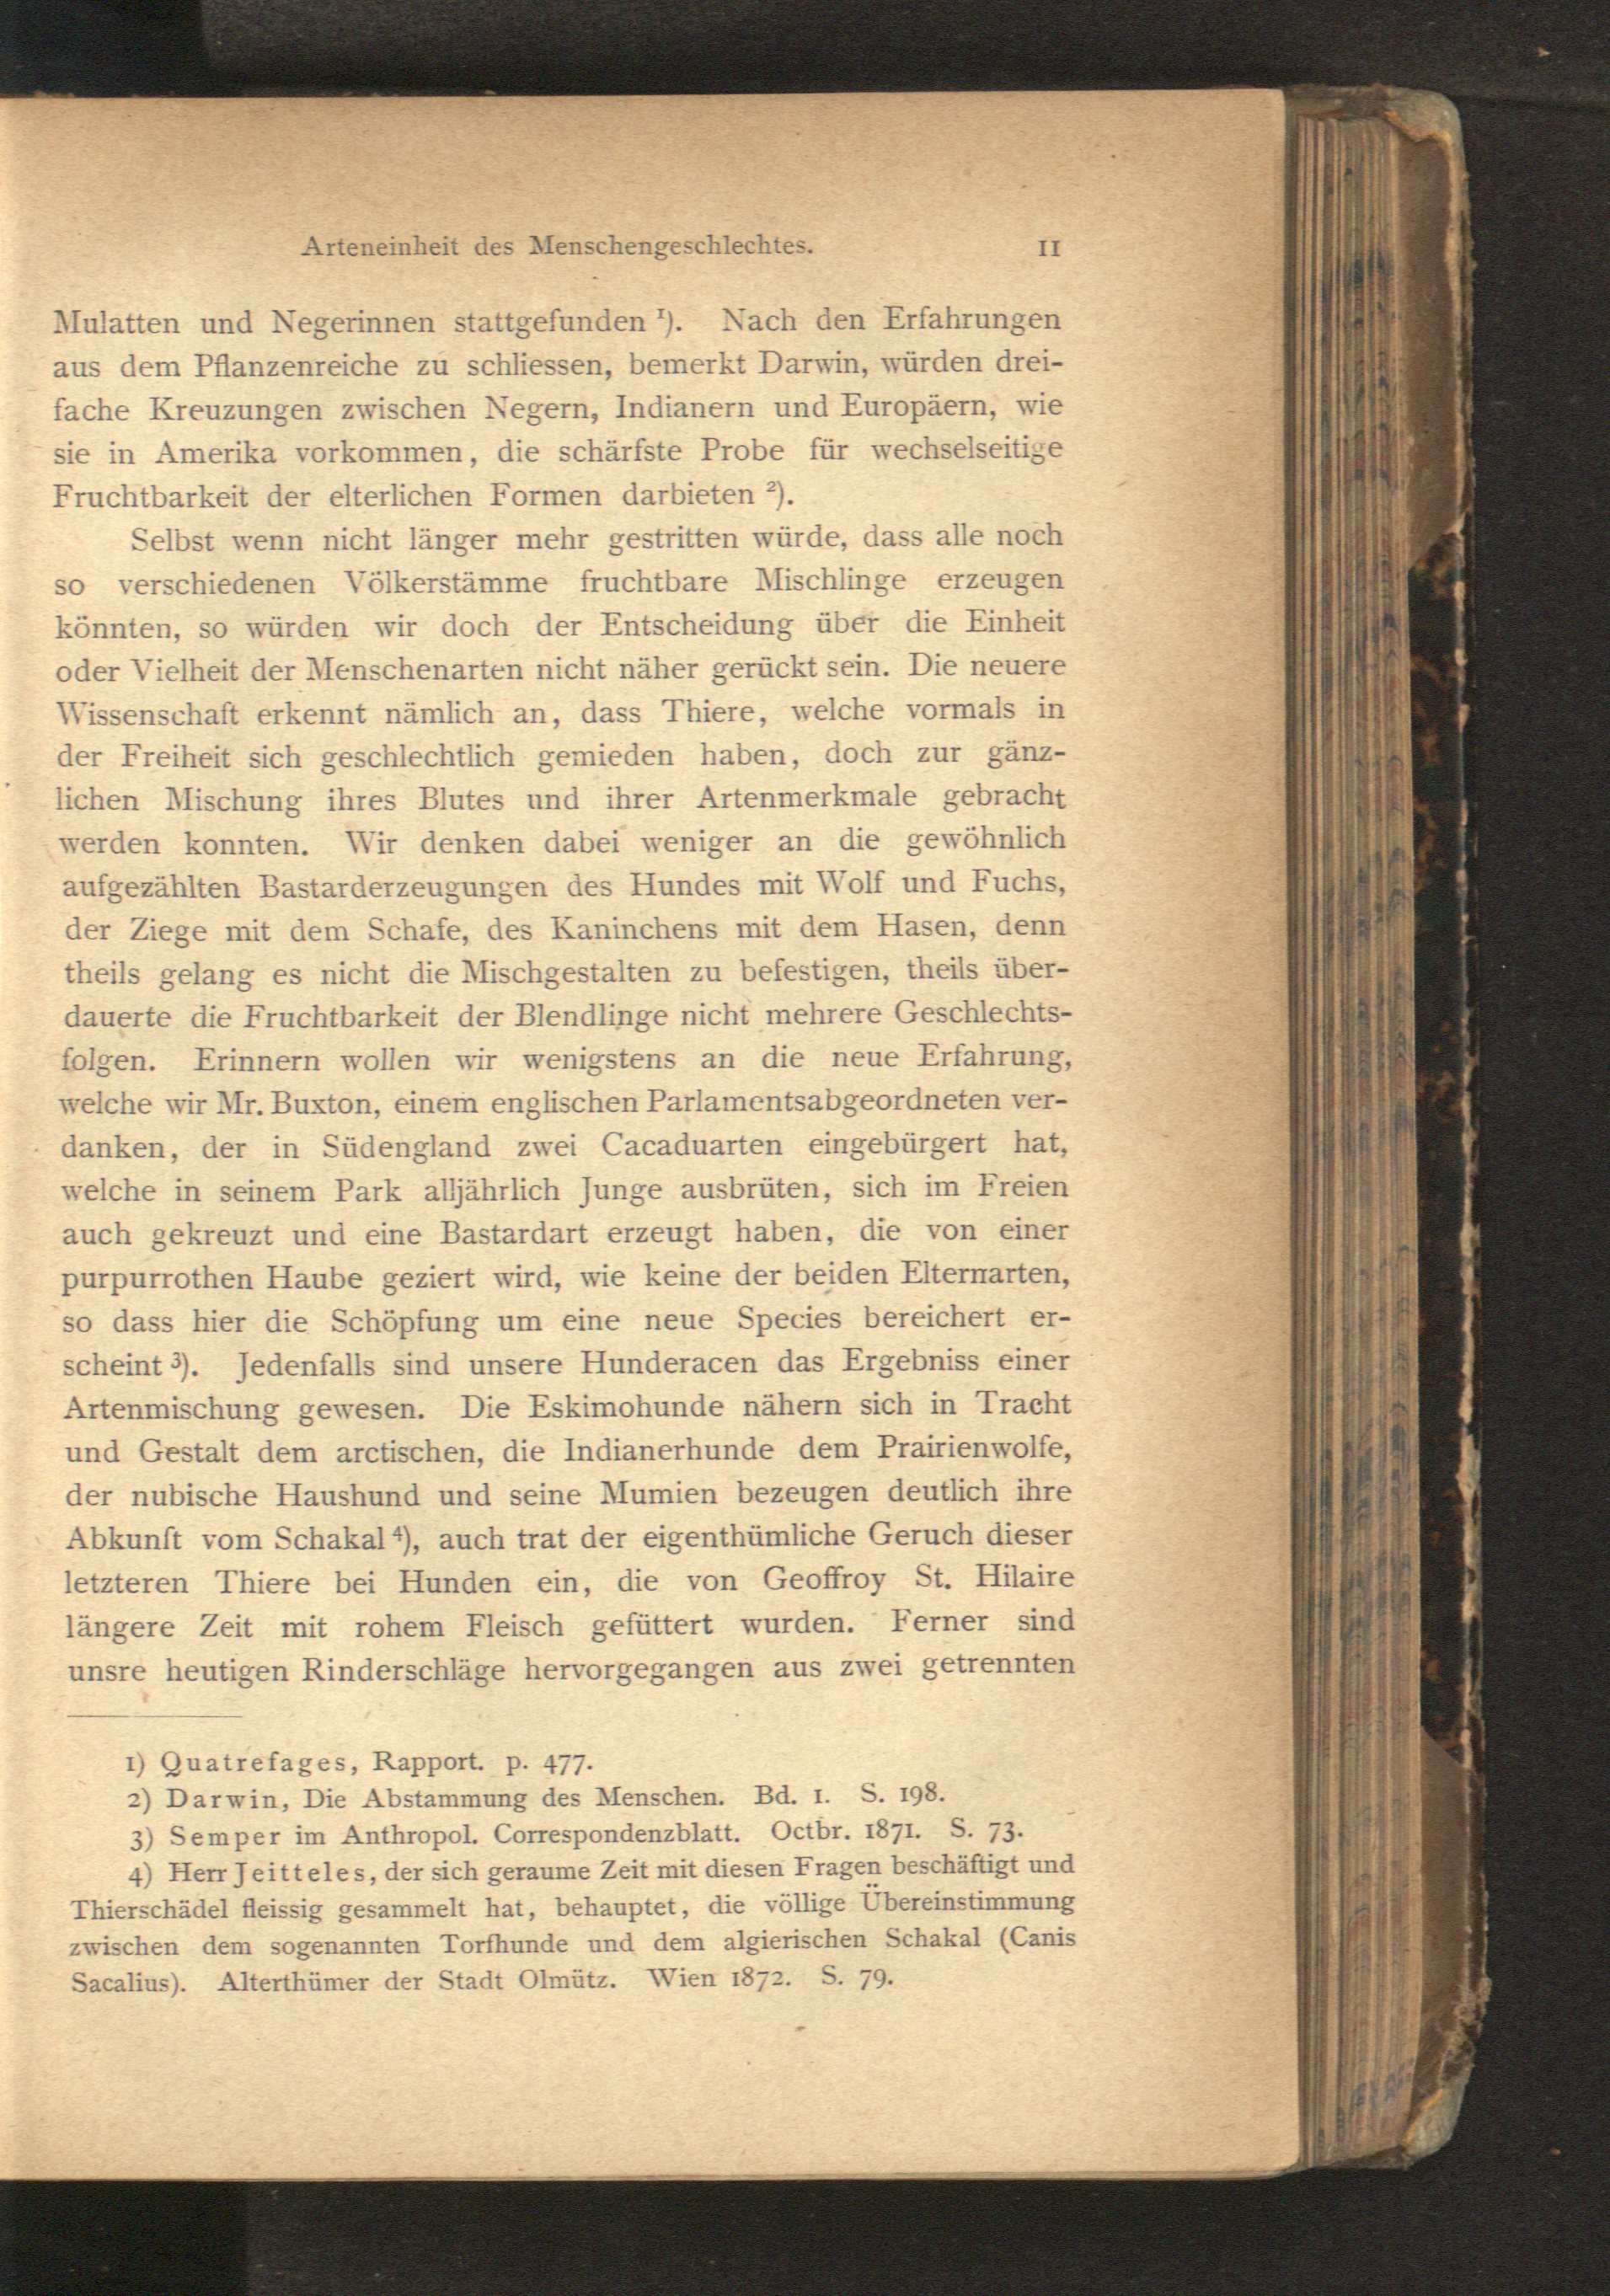 Arteneinheit des Menschengeschlechtes. 11
Mulatten und Negerinnen stattgefunden 1). Nach den Erfahrungen
aus dem Pflanzenreiche zu schliessen, bemerkt Darwin, würden drei-
fache Kreuzungen zwischen Negern, Indianern und Europäern, wie
sie in Amerika vorkommen, die schärfste Probe für wechselseitige
Fruchtbarkeit der elterlichen Formen darbieten 2).
Selbst wenn nicht länger mehr gestritten würde, dass alle noch
so verschiedenen Völkerstämme fruchtbare Mischlinge erzeugen
könnten, so würden wir doch der Entscheidung über die Einheit
oder Vielheit der Menschenarten nicht näher gerückt sein. Die neuere
Wissenschaft erkennt nämlich an, dass Thiere, welche vormals in
der Freiheit sich geschlechtlich gemieden haben, doch zur gänz-
lichen Mischung ihres Blutes und ihrer Artenmerkmale gebracht
werden konnten. Wir denken dabei weniger an die gewöhnlich
aufgezählten Bastarderzeugungen des Hundes mit Wolf und Fuchs,
der Ziege mit dem Schafe, des Kaninchens mit dem Hasen, denn
theils gelang es nicht die Mischgestalten zu befestigen, theils über-
dauerte die Fruchtbarkeit der Blendlinge nicht mehrere Geschlechts-
folgen. Erinnern wollen wir wenigstens an die neue Erfahrung,
welche wir Mr. Buxton, einem englischen Parlamentsabgeordneten ver-
danken, der in Südengland zwei Cacaduarten eingebürgert hat,
welche in seinem Park alljährlich Junge ausbrüten, sich im Freien
auch gekreuzt und eine Bastardart erzeugt haben, die von einer
purpurrothen Haube geziert wird, wie keine der beiden Elternarten,
so dass hier die Schöpfung um eine neue Species bereichert er-
scheint 3). Jedenfalls sind unsere Hunderacen das Ergebniss einer
Artenmischung gewesen. Die Eskimohunde nähern sich in Tracht
und Gestalt dem arctischen, die Indianerhunde dem Prairienwolfe,
der nubische Haushund und seine Mumien bezeugen deutlich ihre
Abkunft vom Schakal 4), auch trat der eigenthümliche Geruch dieser
letzteren Thiere bei Hunden ein, die von Geoffroy St. Hilaire
längere Zeit mit rohem Fleisch gefüttert wurden. Ferner sind
unsre heutigen Rinderschläge hervorgegangen aus zwei getrennten
1) Quatrefages, Rapport. p. 477.
2) Darwin, Die Abstammung des Menschen. Bd. 1. S. 198.
3) Semper im Anthropol. Correspondenzblatt. Octbr. 1871. S. 73.
4) Herr Jeitteles, der sich geraume Zeit mit diesen Fragen beschäftigt und
Thierschädel fleissig gesammelt hat, behauptet, die völlige Übereinstimmung
zwischen dem sogenannten Torfhunde und dem algierischen Schakal (Canis
Sacalius). Alterthümer der Stadt Olmütz. Wien 1872. S. 79.